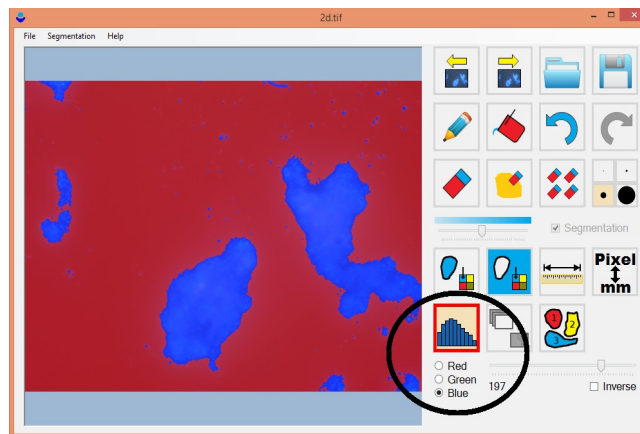 2d.tif
File Segmentation Help
Segmentation
Pixel
mm
1 2
3
Red
Green
Blue
197
Inverse